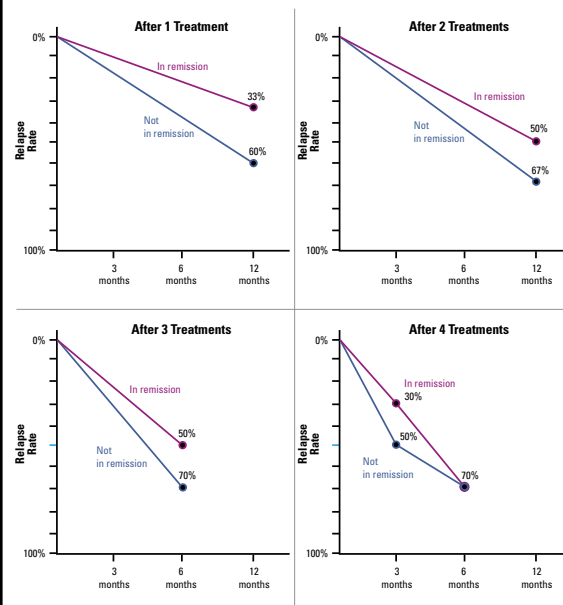 After 1 Treatment
0%
In remission
33%
Not
in remission
60%
Relapse
Rate
100%
3
months
6
months
12
months
After 2 Treatments
0%
In remission
Not
in remission
50%
67%
Relapse
Rate
100%
3
months
6
months
12
months
After 3 Treatments
0%
In remission
50%
Not
in remission
70%
Relapse
Rate
100%
3
months
6
months
12
months
After 4 Treatments
0%
In remission
30%
50%
Not
in remission
70%
Relapse
Rate
100%
3
months
6
months
12
months